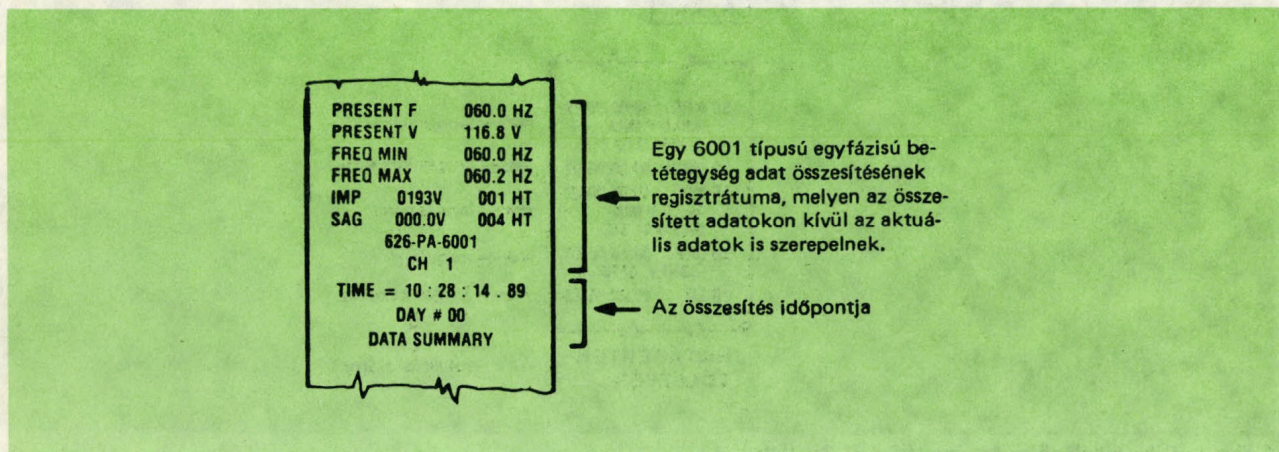 PRESENT F 060.0 HZ
PRESENT V 116.8 V
FREQ MIN 060.0 HZ
FREQ MAX 060.2 HZ
IMP 0193V 001 HT
SAG 000.0V 004 HT
626-PA-6001
CH 1
TIME = 10 : 28 : 14 . 89
DAY # 00
DATA SUMMARY
Egy 6001 típusú egyfázisú be-
tétegység adat összesítésének
regisztrátuma, melyen az össze-
sített adatokon kívül az aktuá-
lis adatok is szerepelnek.
Az összesítés időpontja